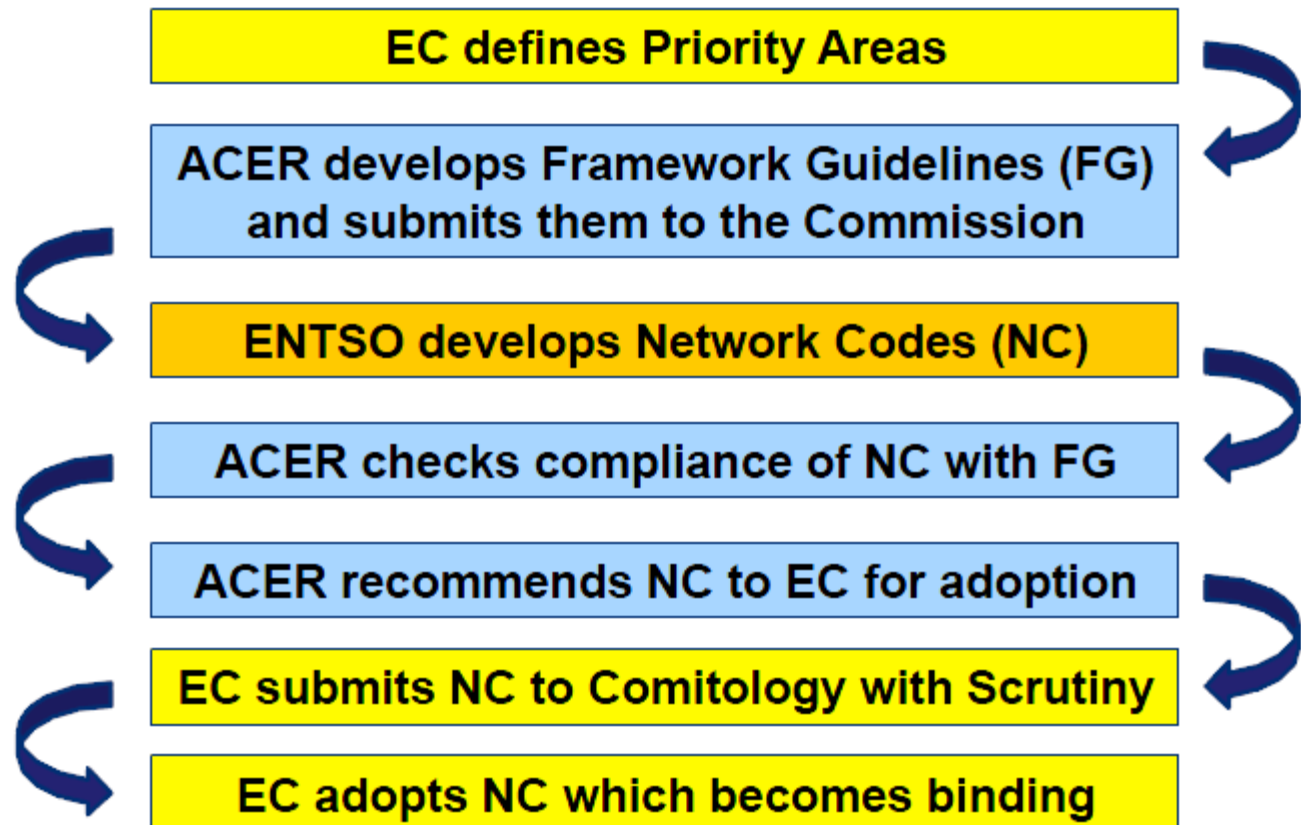 EC defines Priority Areas
ACER develops Framework Guidelines (FG)
and submits them to the Commission
ENTSO develops Network Codes (NC)
ACER checks compliance of NC with FG
ACER recommends NC to EC for adoption
EC submits NC to Comitology with Scrutiny
EC adopts NC which becomes binding